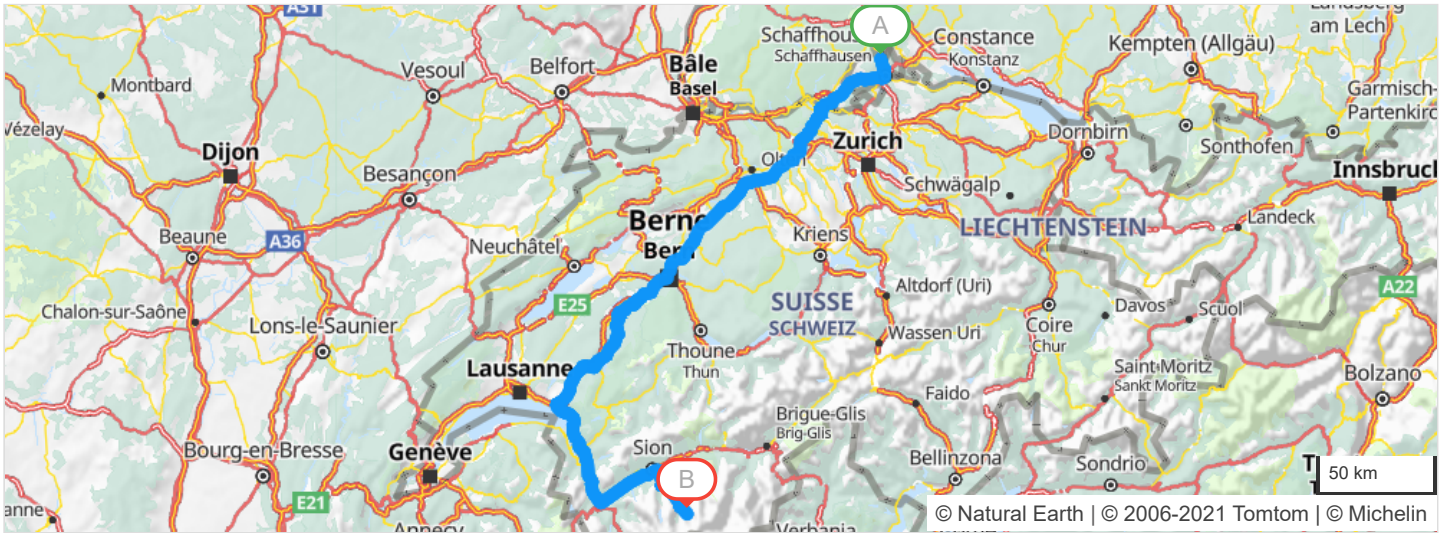 A31
Landsberg
am Lech
A
Schaffhous
Schaffhausen
Constance
Konstanz
Kempten (Allgäu)
Vesoul
Belfort
Bâle
Basel
Montbard
Garmisch-
Partenkirc
Vézelay
Dornbirn
Sonthofen
Dijon
Olten
Zurich
Innsbruck
Besançon
Schwägalp
Landeck
Beaune
A36
Neuchâtel
Berne
Bern
Kriens
LIECHTENSTEIN
Altdorf (Uri)
A22
Chalon-sur-Saône
E25
SUISSE
SCHWEIZ
Davos
Scuol
Lons-le-Saunier
Wassen Uri
Coire
Chur
Thoune
Thun
Lausanne
Saint-Moritz
Sankt Moritz
Bolzano
Faido
Brigue-Glis
Brig-Glis
Bourg-en-Bresse
Genève
Sion
Bellinzona
Sondrio
B
50 km
E21
anne
Annecy
Verbania
© Natural Earth | © 2006-2021 Tomtom | © Michelin